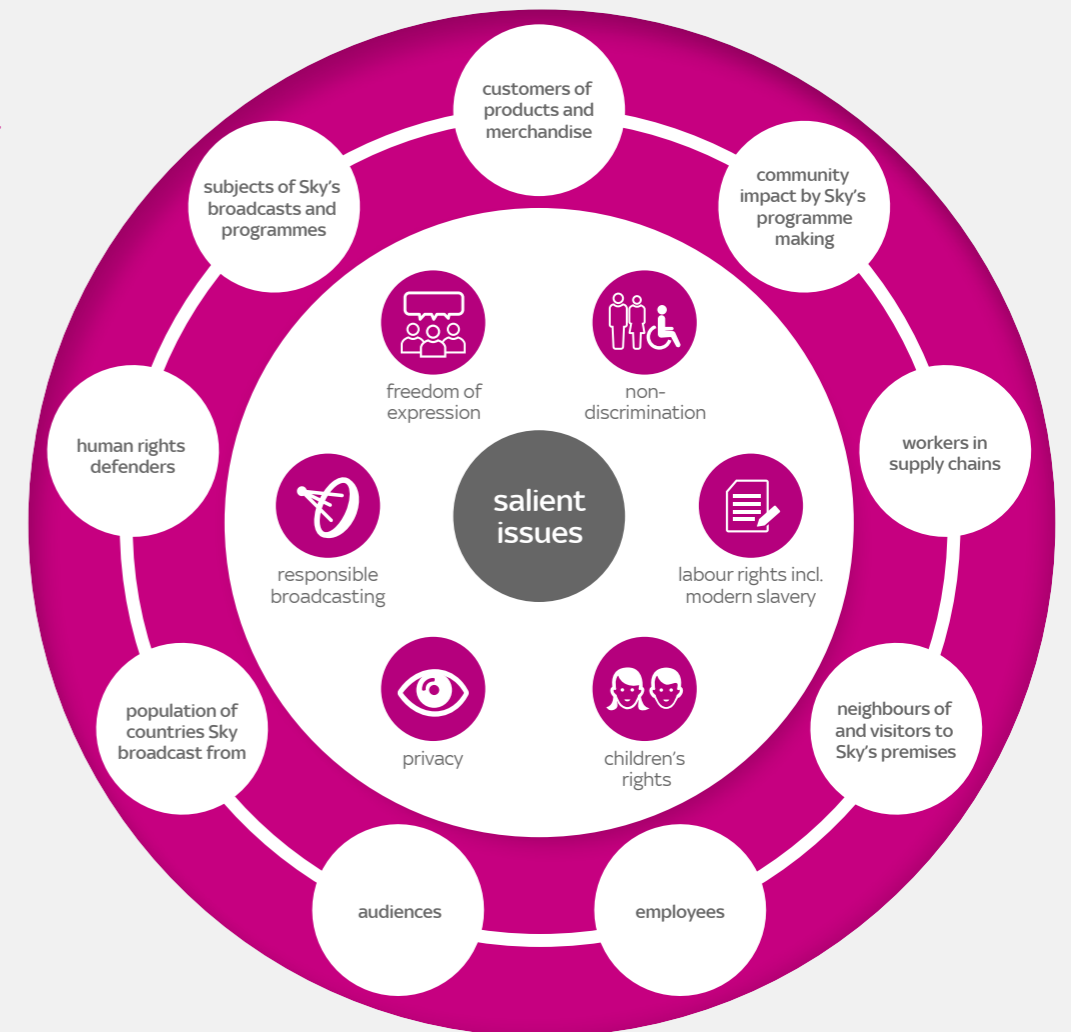 customers of
products and
merchandise
community
impact by Sky's
programme
making
workers in
supply chains
neighbours of
and visitors to
Sky's premises
employees
audiences
population of
countries Sky
broadcast from
human rights
defenders
subjects of Sky's
broadcasts and
programmes
freedom of
expression
non-
discrimination
salient
issues
responsible
broadcasting
labour rights incl.
modern slavery
privacy
children's
rights